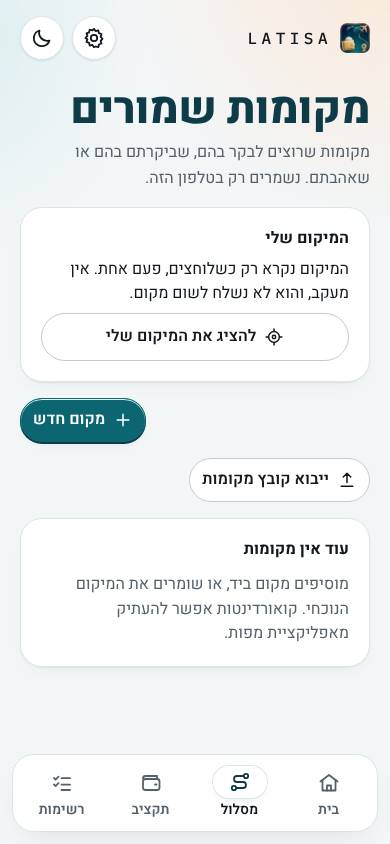 LATISA
מקומות שמורים
מקומות שרוצים לבקר בהם, שביקרתם בהם או
שאהבתם. נשמרים רק בטלפון הזה.
המיקום שלי
המיקום נקרא רק כשלוחצים, פעם אחת. אין
מעקב, והוא לא נשלח לשום מקום.
להציג את המיקום שלי
מקום חדש
ייבוא קובץ מקומות
עוד אין מקומות
מוסיפים מקום ביד, או שומרים את המיקום
הנוכחי. קואורדינטות אפשר להעתיק
מאפליקציית מפות.
בית
מסלול
תקציב
רשימות